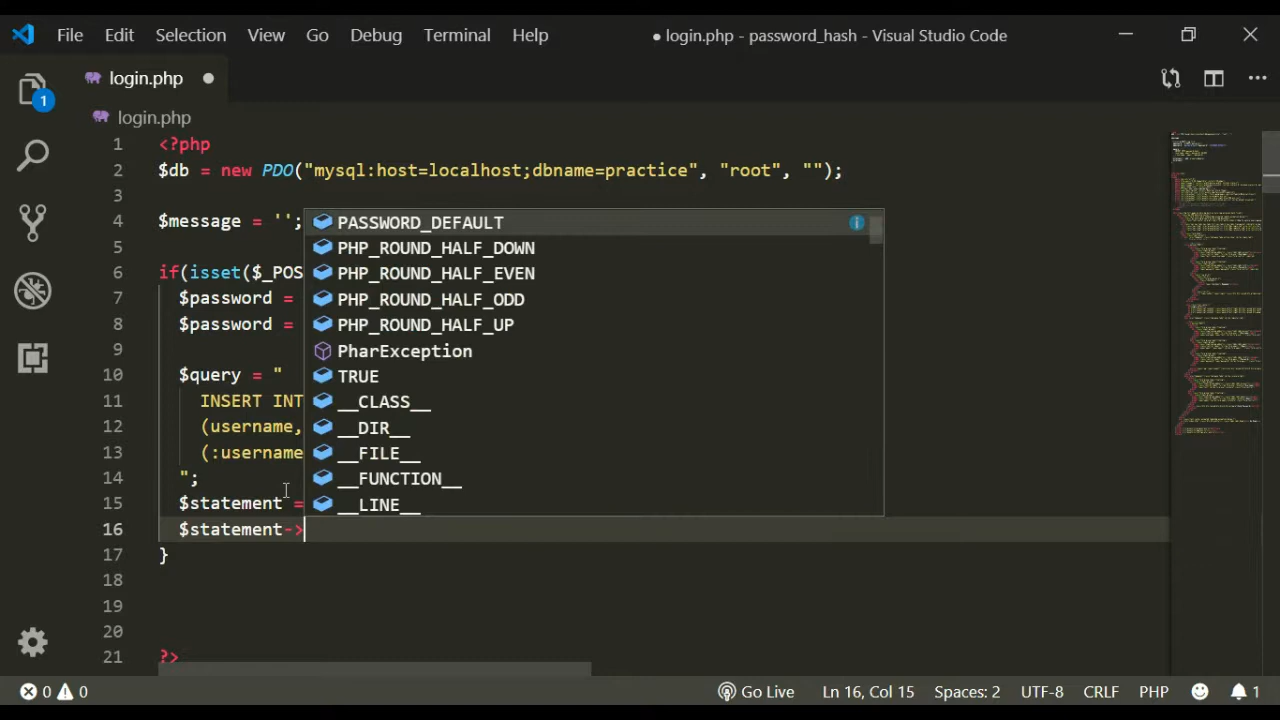 File Edit Selection View Go Debug Terminal Help ● login.php - password_hash - Visual Studio Code
login.php ●
1
login.php
1 <?php
2 $db = new PDO("mysql:host=localhost;dbname=practice", "root", "");
3
4 $message = '';
PASSWORD_DEFAULT
5 PHP_ROUND_HALF_DOWN
6 if(isset($_POS PHP_ROUND_HALF_EVEN
7 $password = PHP_ROUND_HALF_ODD
8 $password = PHP_ROUND_HALF_UP
9 PharException
10 $query = " TRUE
11 INSERT INT __CLASS__
12 (username, __DIR__
13 (:username __FILE__
14 "; __FUNCTION__
15 $statement = __LINE__
16 $statement->
17 }
18
19
20
21 ?>
0 0 Go Live Ln 16, Col 15 Spaces: 2 UTF-8 CRLF PHP 1